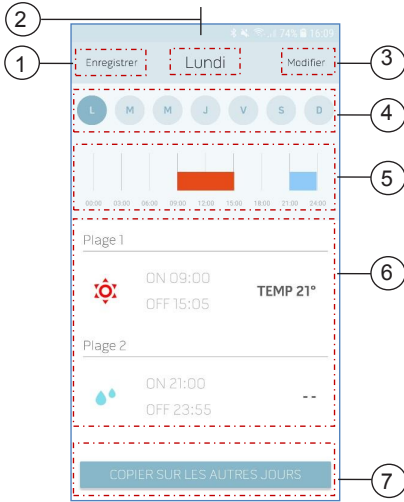 2
74% 16:09
1 Enregistrer Lundi Modifier 3
L M M J V S D 4
5
00:00 03:00 06:00 09:00 12:00 15:00 18:00 21:00 24:00
Plage 1
6
ON 09:00
TEMP 21°
OFF 15:05
Plage 2
ON 21:00
--
OFF 23:55
COPIER SUR LES AUTRES JOURS 7